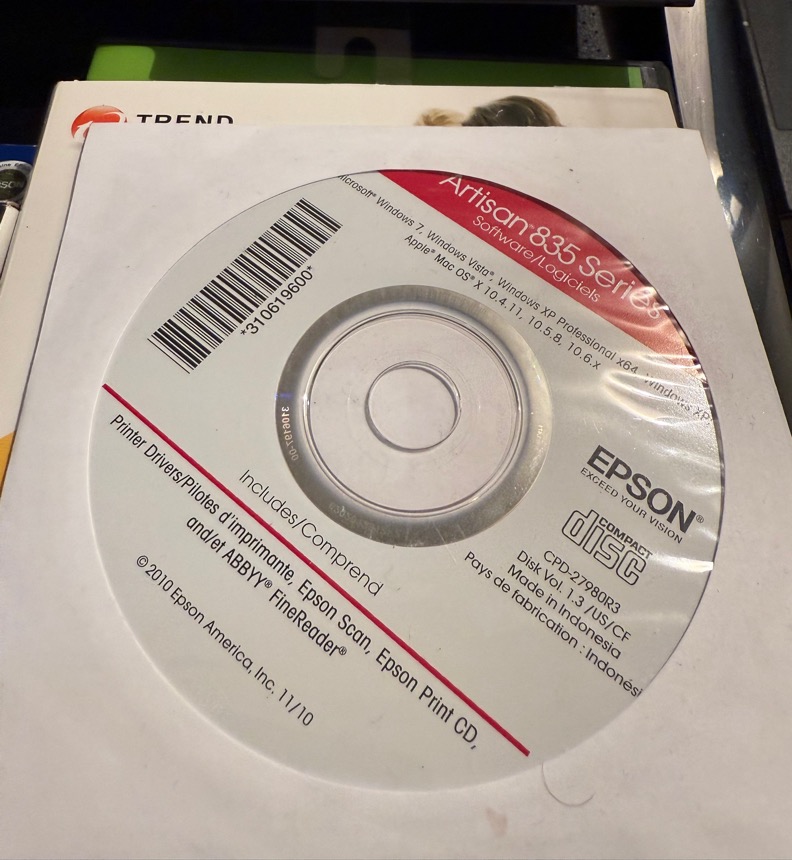 TREND
Artisan 835 Series
Software/Logiciels
Microsoft® Windows 7, Windows Vista®, Windows XP Professional x64, Windows XP
Apple® Mac OS® X 10.4.11, 10.5.8, 10.6.x
*310619600*
EPSON®
EXCEED YOUR VISION
COMPACT
disc
CPD-27980R3
Disk Vol. 1.3 /US/CF
Made in Indonesia
Pays de fabrication : Indonés
Includes/Comprend
Printer Drivers/Pilotes d'imprimante, Epson Scan, Epson Print CD,
and/et ABBYY® FineReader®
© 2010 Epson America, Inc. 11/10